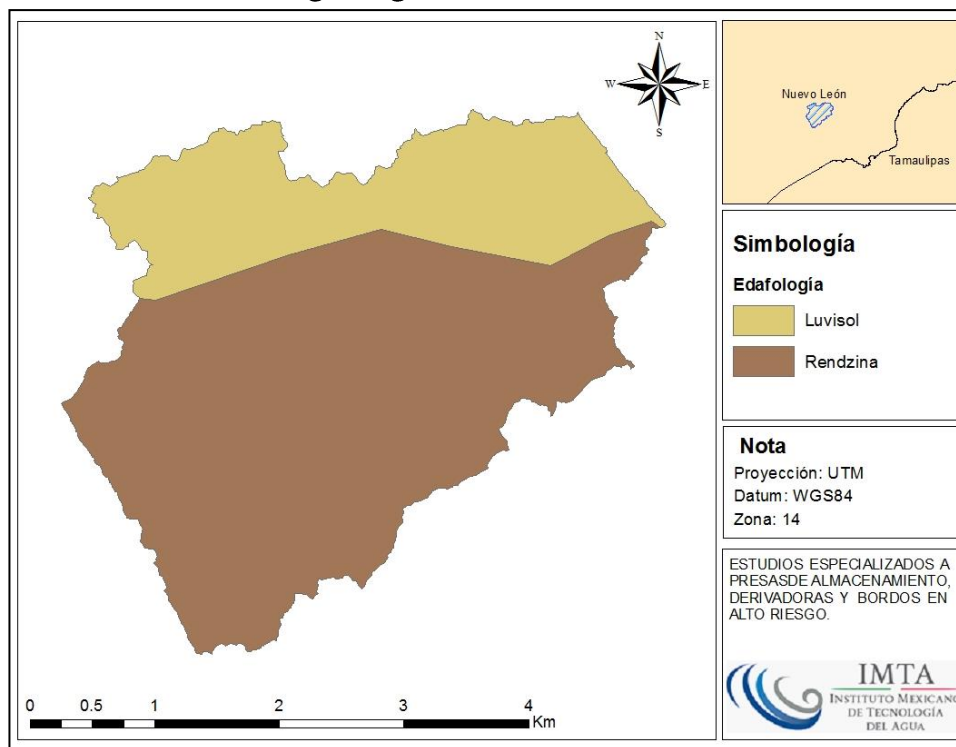 N
W E
S
Nuevo León
Tamaulipas
Simbología
Edafología
Luvisol
Rendzina
Nota
Proyección: UTM
Datum: WGS84
Zona: 14
ESTUDIOS ESPECIALIZADOS A
PRESASDE ALMACENAMIENTO,
DERIVADORAS Y BORDOS EN
ALTO RIESGO.
IMTA
INSTITUTO MEXICANO
DE TECNOLOGÍA
DEL AGUA
0 0.5 1 2 3 4
Km